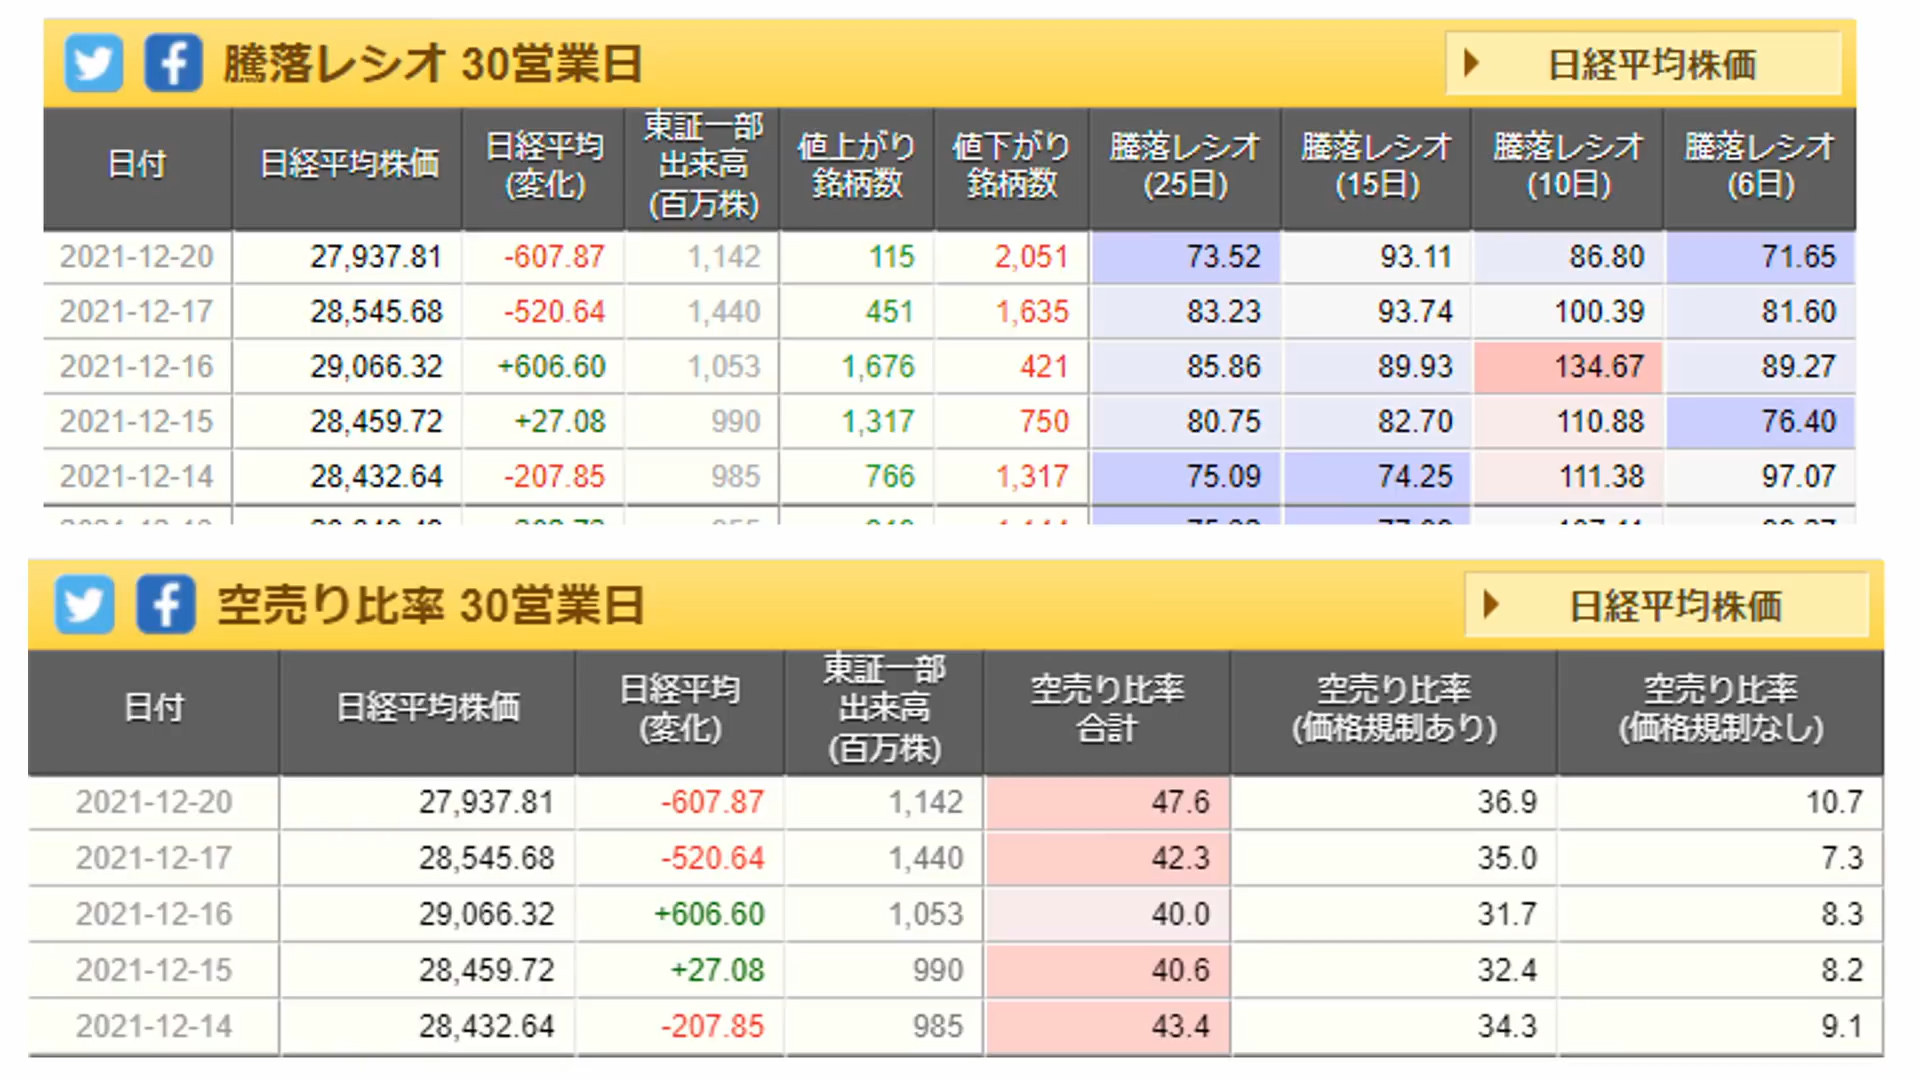 騰落レシオ 30営業日
日経平均株価
日付 日経平均株価 日経平均(変化) 東証一部出来高(百万株) 値上がり銘柄数 値下がり銘柄数 騰落レシオ(25日) 騰落レシオ(15日) 騰落レシオ(10日) 騰落レシオ(6日)
2021-12-20 27,937.81 -607.87 1,142 115 2,051 73.52 93.11 86.80 71.65
2021-12-17 28,545.68 -520.64 1,440 451 1,635 83.23 93.74 100.39 81.60
2021-12-16 29,066.32 +606.60 1,053 1,676 421 85.86 89.93 134.67 89.27
2021-12-15 28,459.72 +27.08 990 1,317 750 80.75 82.70 110.88 76.40
2021-12-14 28,432.64 -207.85 985 766 1,317 75.09 74.25 111.38 97.07
空売り比率 30営業日
日経平均株価
日付 日経平均株価 日経平均(変化) 東証一部出来高(百万株) 空売り比率合計 空売り比率(価格規制あり) 空売り比率(価格規制なし)
2021-12-20 27,937.81 -607.87 1,142 47.6 36.9 10.7
2021-12-17 28,545.68 -520.64 1,440 42.3 35.0 7.3
2021-12-16 29,066.32 +606.60 1,053 40.0 31.7 8.3
2021-12-15 28,459.72 +27.08 990 40.6 32.4 8.2
2021-12-14 28,432.64 -207.85 985 43.4 34.3 9.1